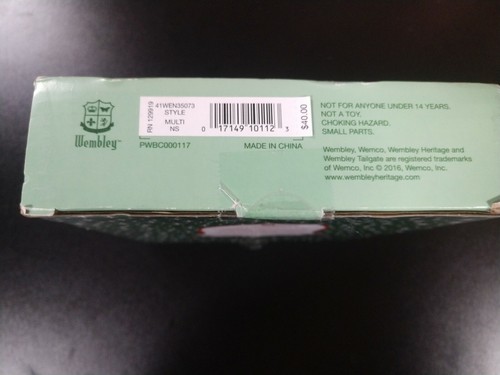 Wembley™
RN 129919
41WEN35073
STYLE
MULTI
NS
0 17149 10112 3
$40.00
PWBC000117
MADE IN CHINA
NOT FOR ANYONE UNDER 14 YEARS.
NOT A TOY.
CHOKING HAZARD.
SMALL PARTS.
Wembley, Wemco, Wembley Heritage and
Wembley Tailgate are registered trademarks
of Wemco, Inc © 2016, Wemco, Inc.
www.wembleyheritage.com